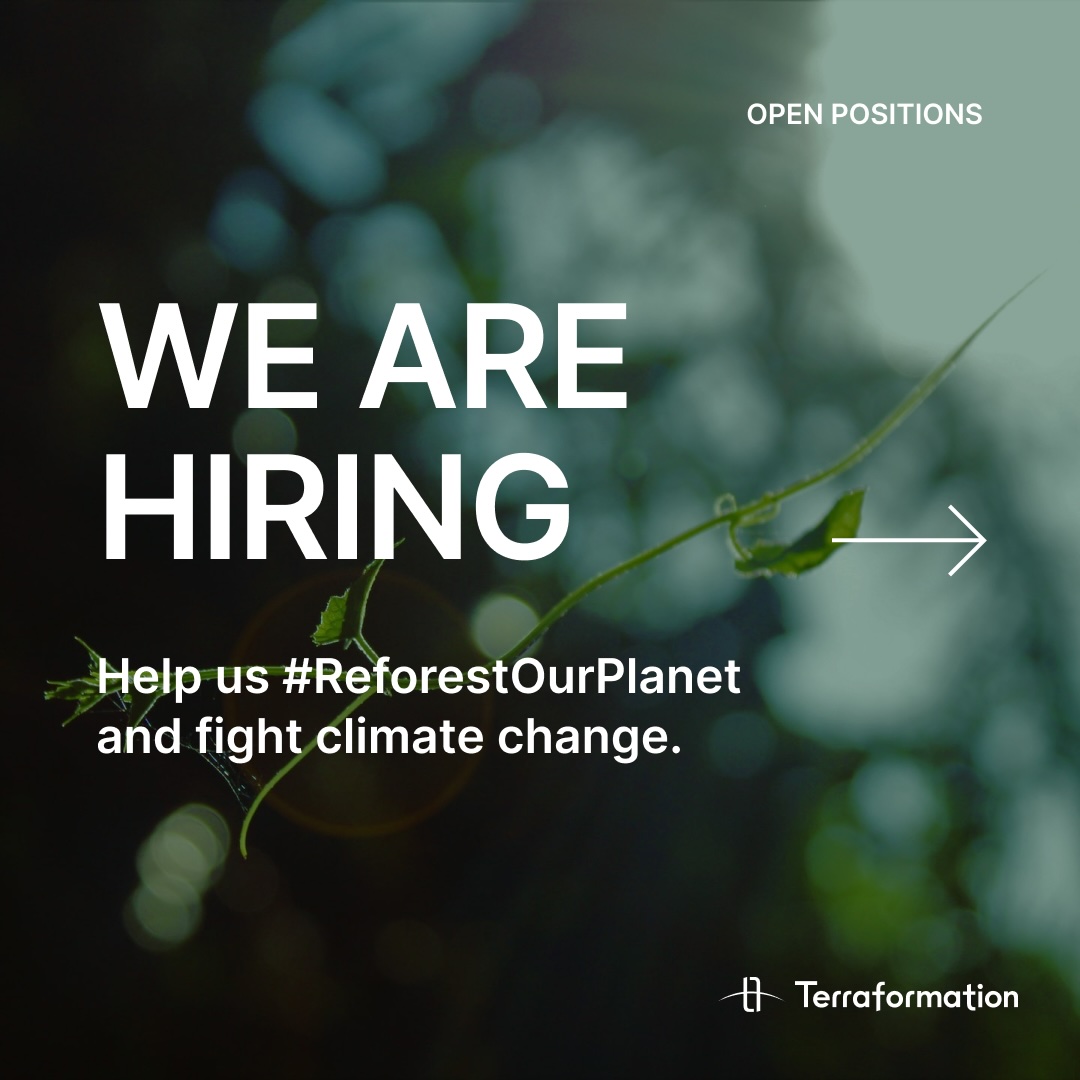 OPEN POSITIONS
WE ARE
HIRING
Help us #ReforestOurPlanet
and fight climate change.
Terraformation